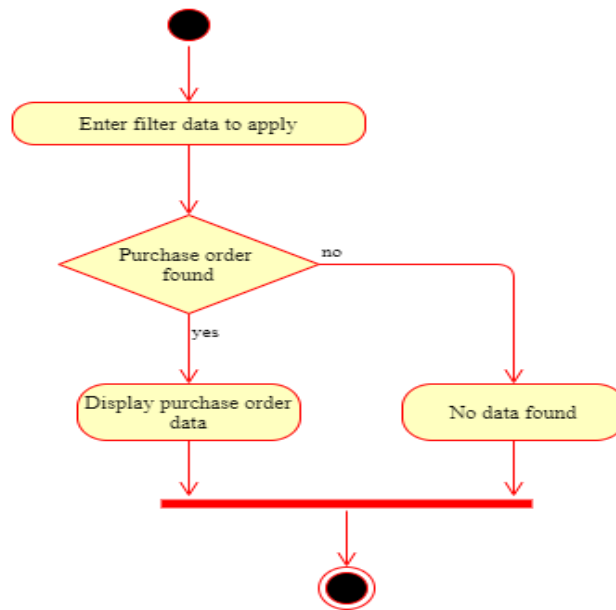 Enter filter data to apply
Purchase order
found
no
yes
Display purchase order
data
No data found